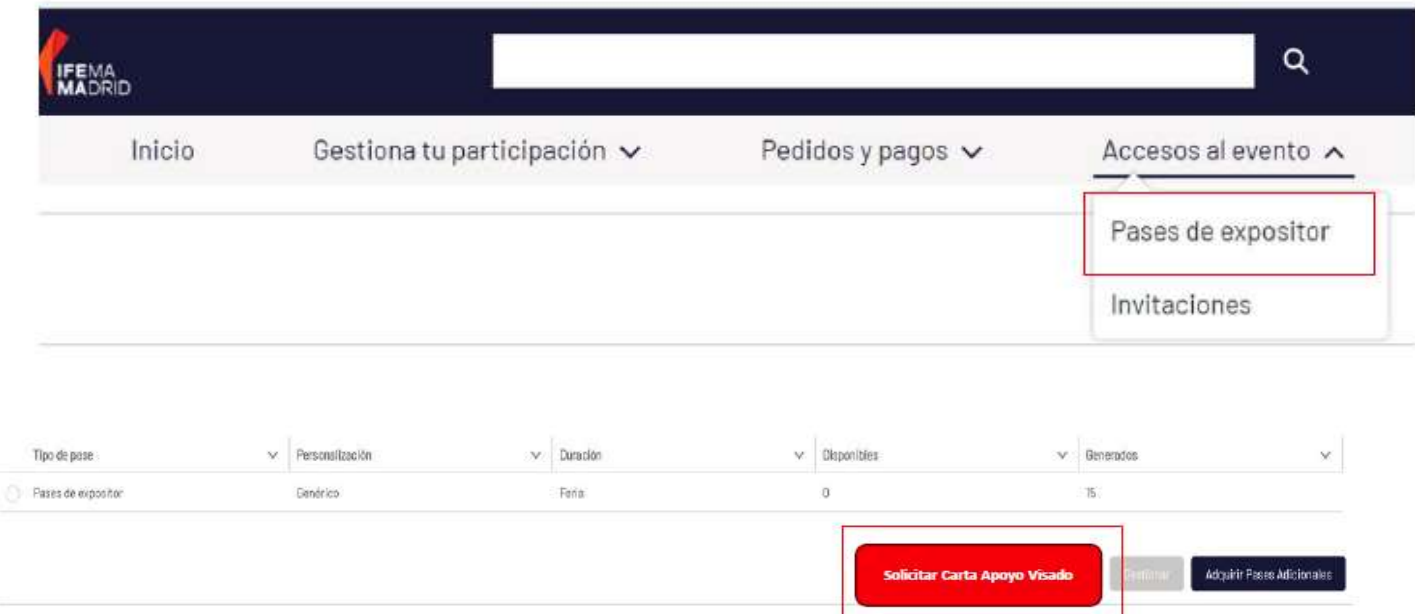 IFEMA
MADRID
Inicio Gestiona tu participación Pedidos y pagos Accesos al evento
Pases de expositor
Invitaciones
Tipo de pase Personalización Duración Disponibles Generados
Pases de expositor Genérico Feria 0 15
Solicitar Carta Apoyo Visado Gestionar Adquirir Pases Adicionales